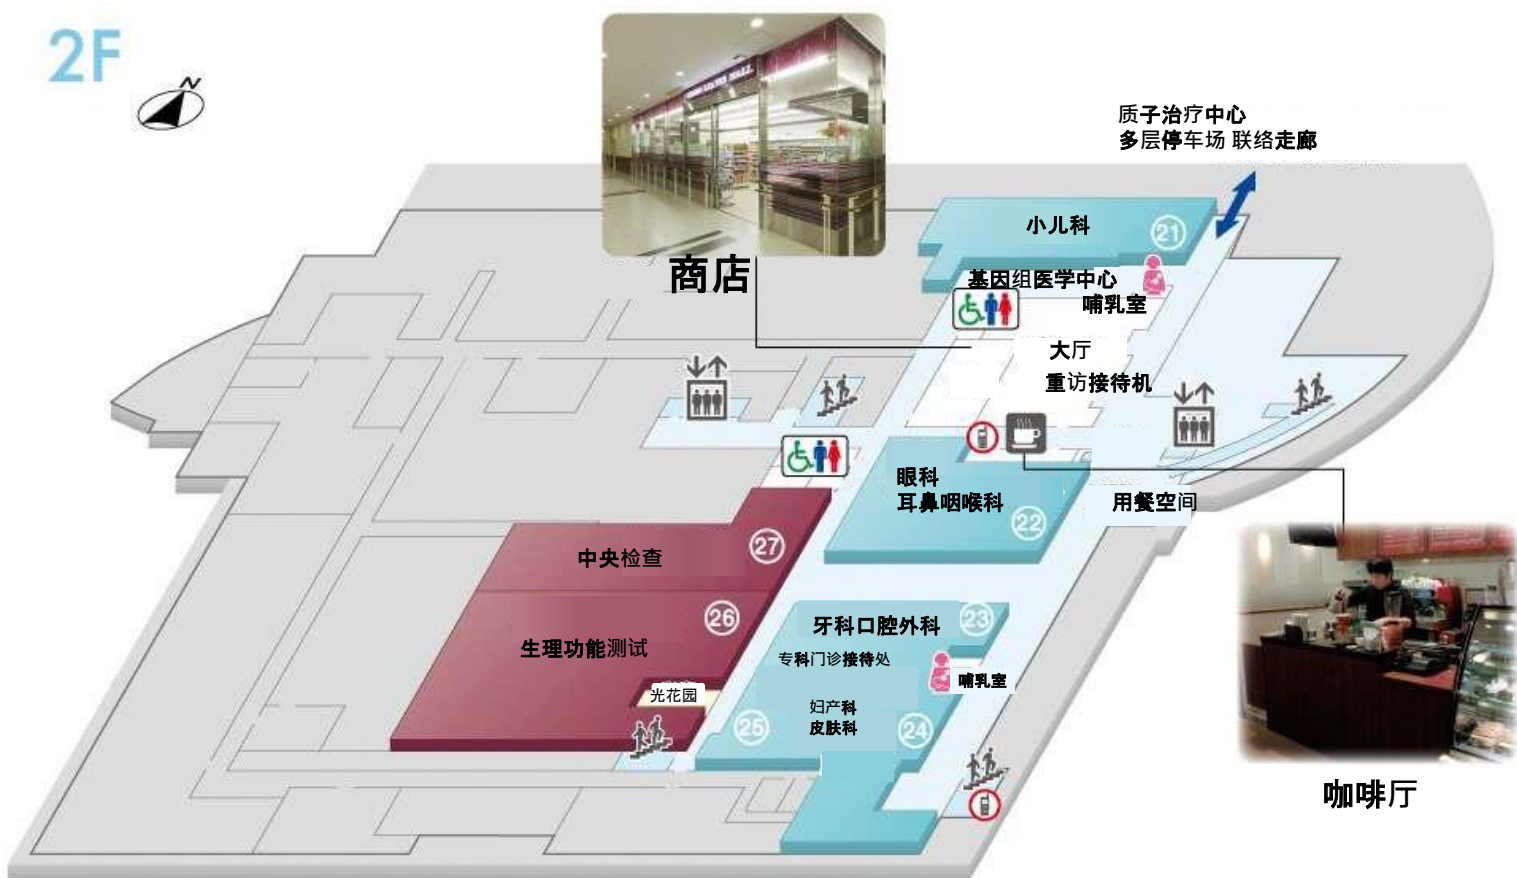 2F
N
质子治疗中心
多层停车场 联络走廊
小儿科
21
商店
基因组医学中心
哺乳室
大厅
重访接待机
眼科
耳鼻咽喉科
22
用餐空间
27
中央检查
26
生理功能测试
牙科口腔外科
23
专科门诊接待处
哺乳室
光花园
妇产科
皮肤科
25
24
咖啡厅